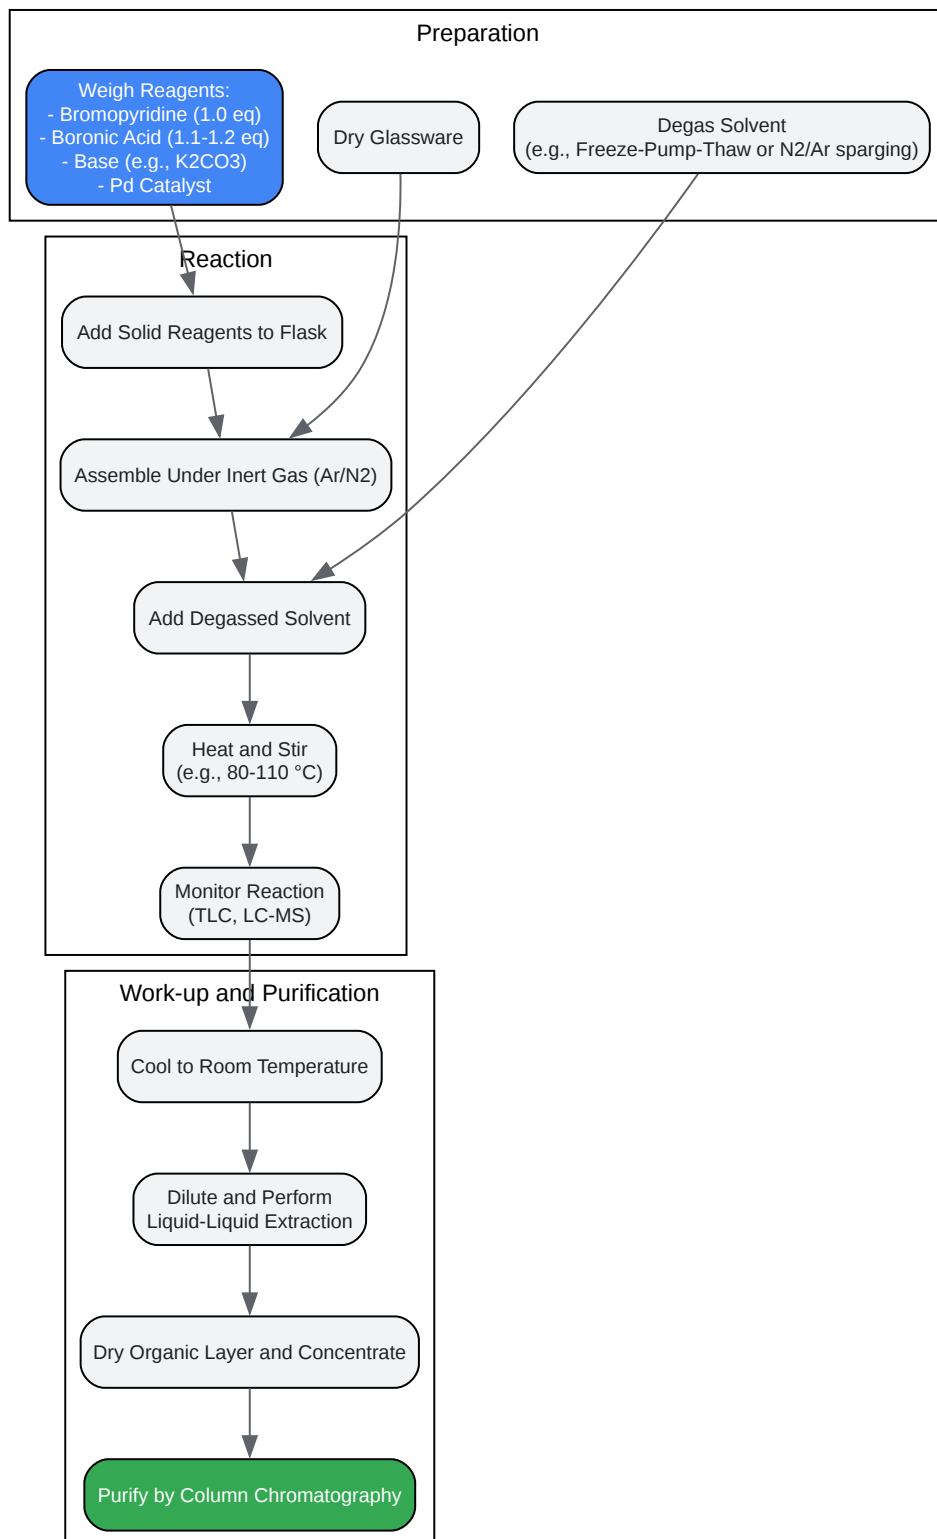 Preparation
Weigh Reagents:
- Bromopyridine (1.0 eq)
- Boronic Acid (1.1-1.2 eq)
- Base (e.g., K2CO3)
- Pd Catalyst
Dry Glassware
Degas Solvent
(e.g., Freeze-Pump-Thaw or N2/Ar sparging)
Reaction
Add Solid Reagents to Flask
Assemble Under Inert Gas (Ar/N2)
Add Degassed Solvent
Heat and Stir
(e.g., 80-110 °C)
Monitor Reaction
(TLC, LC-MS)
Work-up and Purification
Cool to Room Temperature
Dilute and Perform
Liquid-Liquid Extraction
Dry Organic Layer and Concentrate
Purify by Column Chromatography